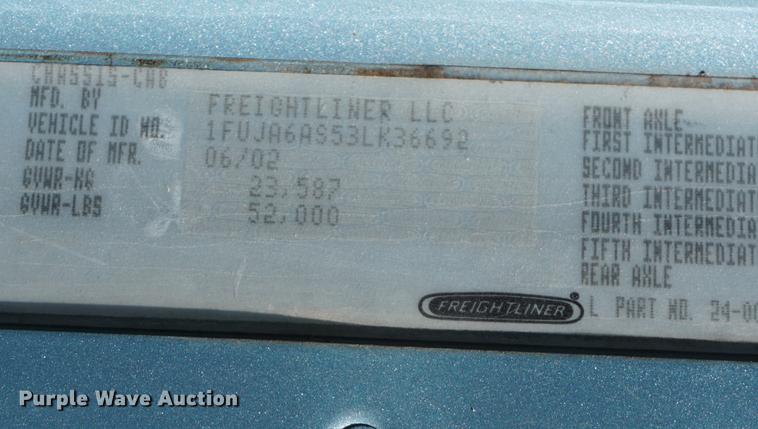 CHASSIS-CAB
MFD. BY FREIGHTLINER LLC
VEHICLE ID NO. 1FUJA6AS53LK36692
DATE OF MFR. 06/02
GVWR-KG 23,587
GVWR-LBS 52,000
FRONT AXLE
FIRST INTERMEDIAT
SECOND INTERMEDIA
THIRD INTERMEDIAT
FOURTH INTERMEDIA
FIFTH INTERMEDIAT
REAR AXLE
FREIGHTLINER®
L PART NO. 24-00
Purple Wave Auction